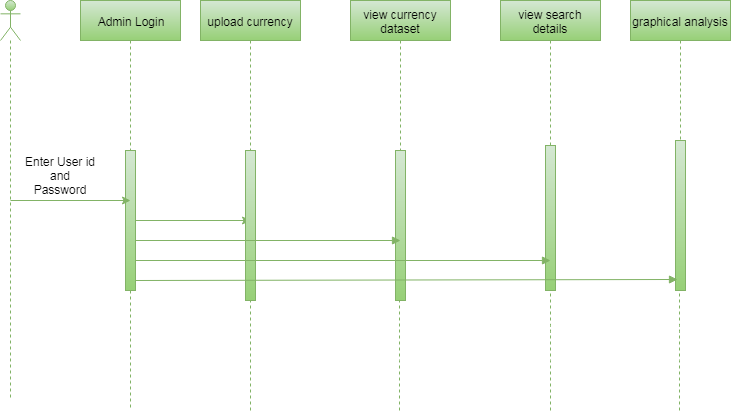 Admin Login
upload currency
view currency
dataset
view search
details
graphical analysis
Enter User id
and
Password